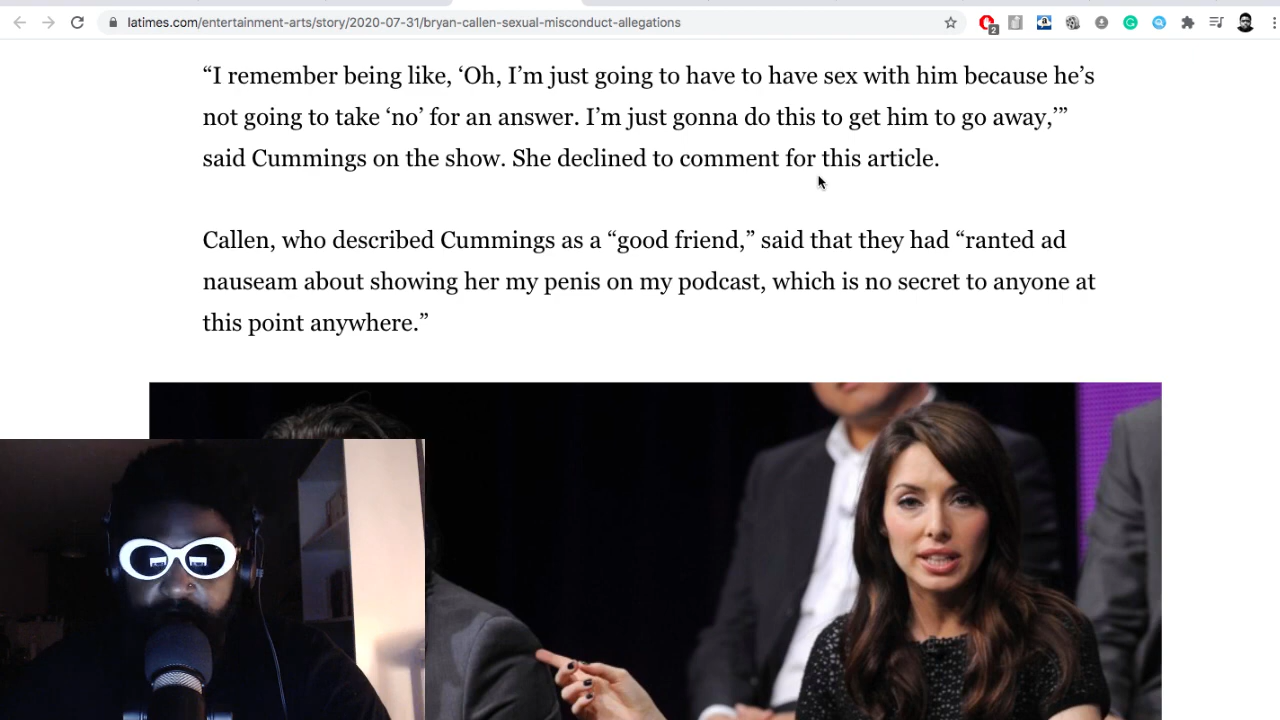 latimes.com/entertainment-arts/story/2020-07-31/bryan-callen-sexual-misconduct-allegations
2
“I remember being like, ‘Oh, I’m just going to have to have sex with him because he’s
not going to take ‘no’ for an answer. I’m just gonna do this to get him to go away,’”
said Cummings on the show. She declined to comment for this article.
Callen, who described Cummings as a “good friend,” said that they had “ranted ad
nauseam about showing her my penis on my podcast, which is no secret to anyone at
this point anywhere.”